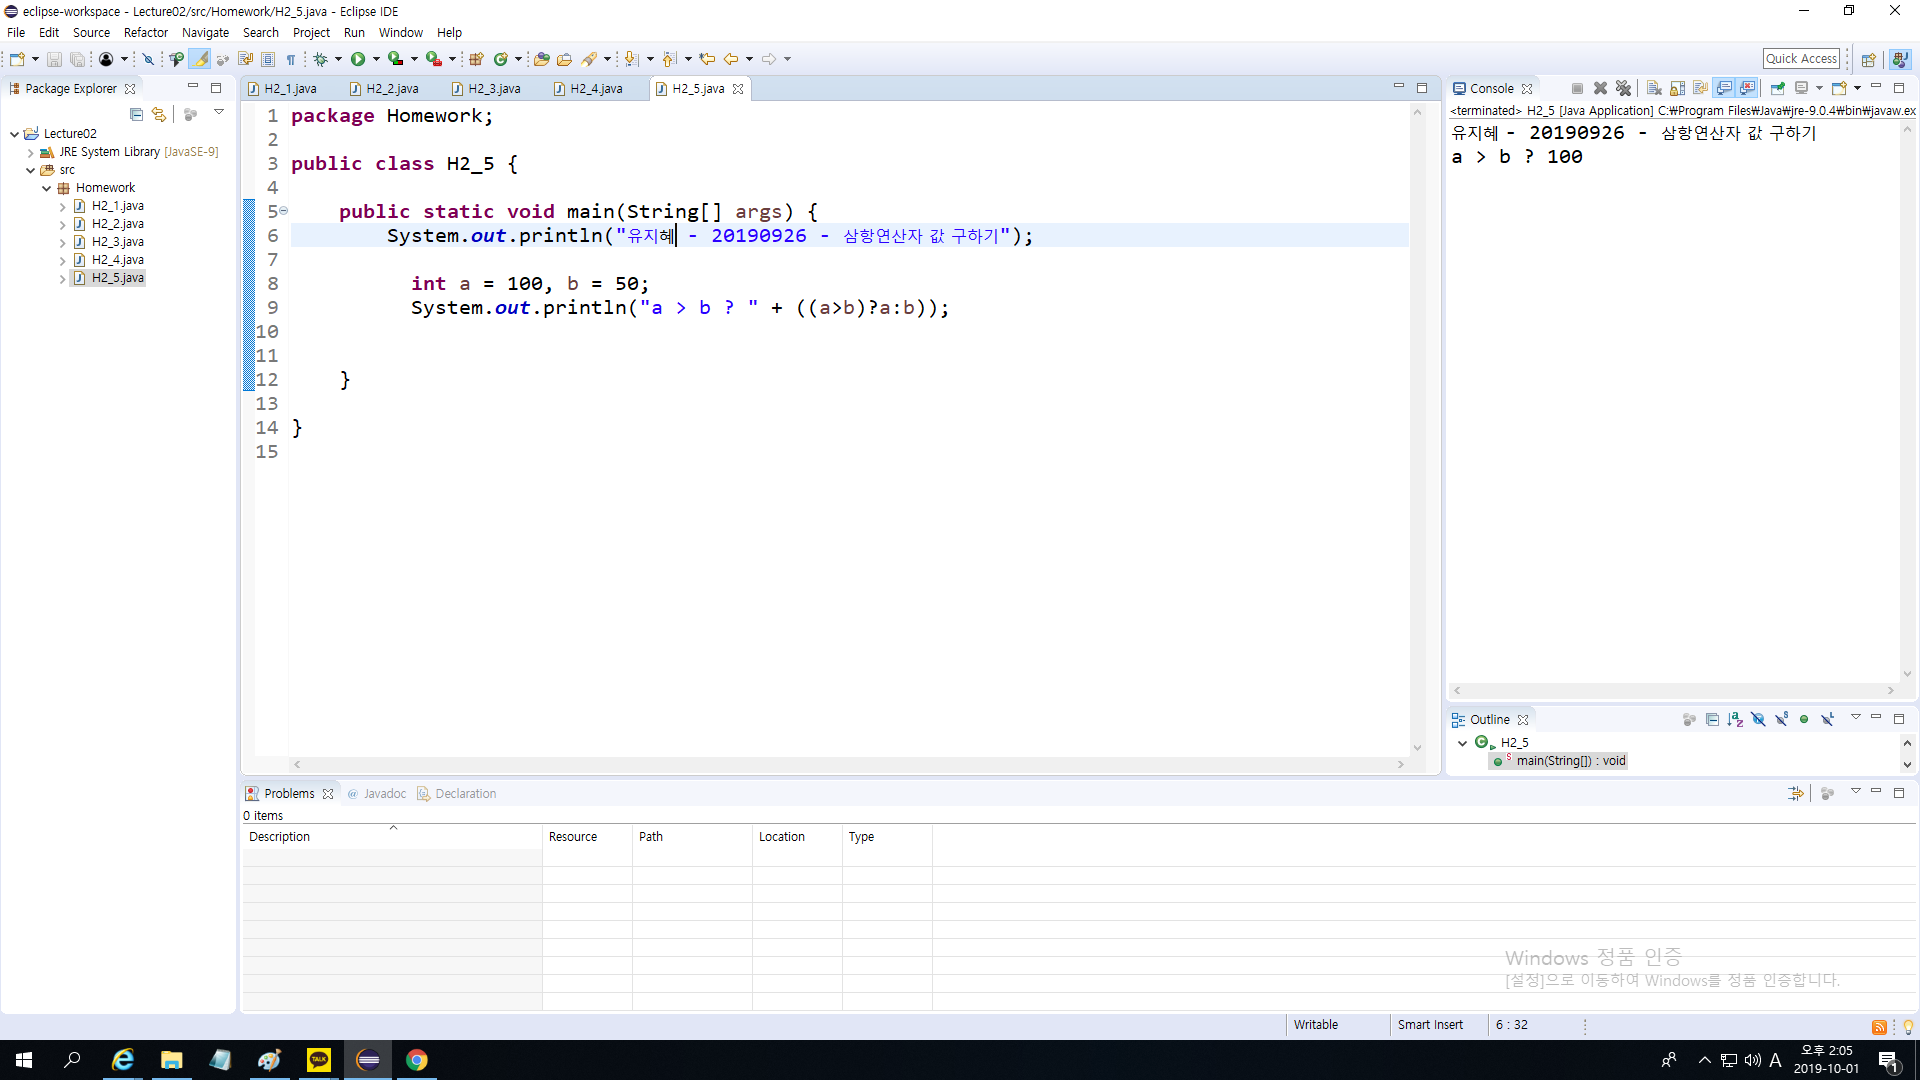 eclipse-workspace - Lecture02/src/Homework/H2_5.java - Eclipse IDE
File Edit Source Refactor Navigate Search Project Run Window Help
Quick Access
Package Explorer
Lecture02
JRE System Library [JavaSE-9]
src
Homework
H2_1.java
H2_2.java
H2_3.java
H2_4.java
H2_5.java
H2_1.java H2_2.java H2_3.java H2_4.java H2_5.java
1 package Homework;
2
3 public class H2_5 {
4
5 public static void main(String[] args) {
6 System.out.println("유지혜 - 20190926 - 삼항연산자 값 구하기");
7
8 int a = 100, b = 50;
9 System.out.println("a > b ? " + ((a>b)?a:b));
10
11
12 }
13
14 }
15
Console
<terminated> H2_5 [Java Application] C:₩Program Files₩Java₩jre-9.0.4₩bin₩javaw.ex
유지혜 - 20190926 - 삼항연산자 값 구하기
a > b ? 100
Outline
H2_5
main(String[]) : void
Problems Javadoc Declaration
0 items
Description Resource Path Location Type
Windows 정품 인증
[설정]으로 이동하여 Windows를 정품 인증합니다.
Writable Smart Insert 6 : 32
TALK
A
오후 2:05
2019-10-01
1